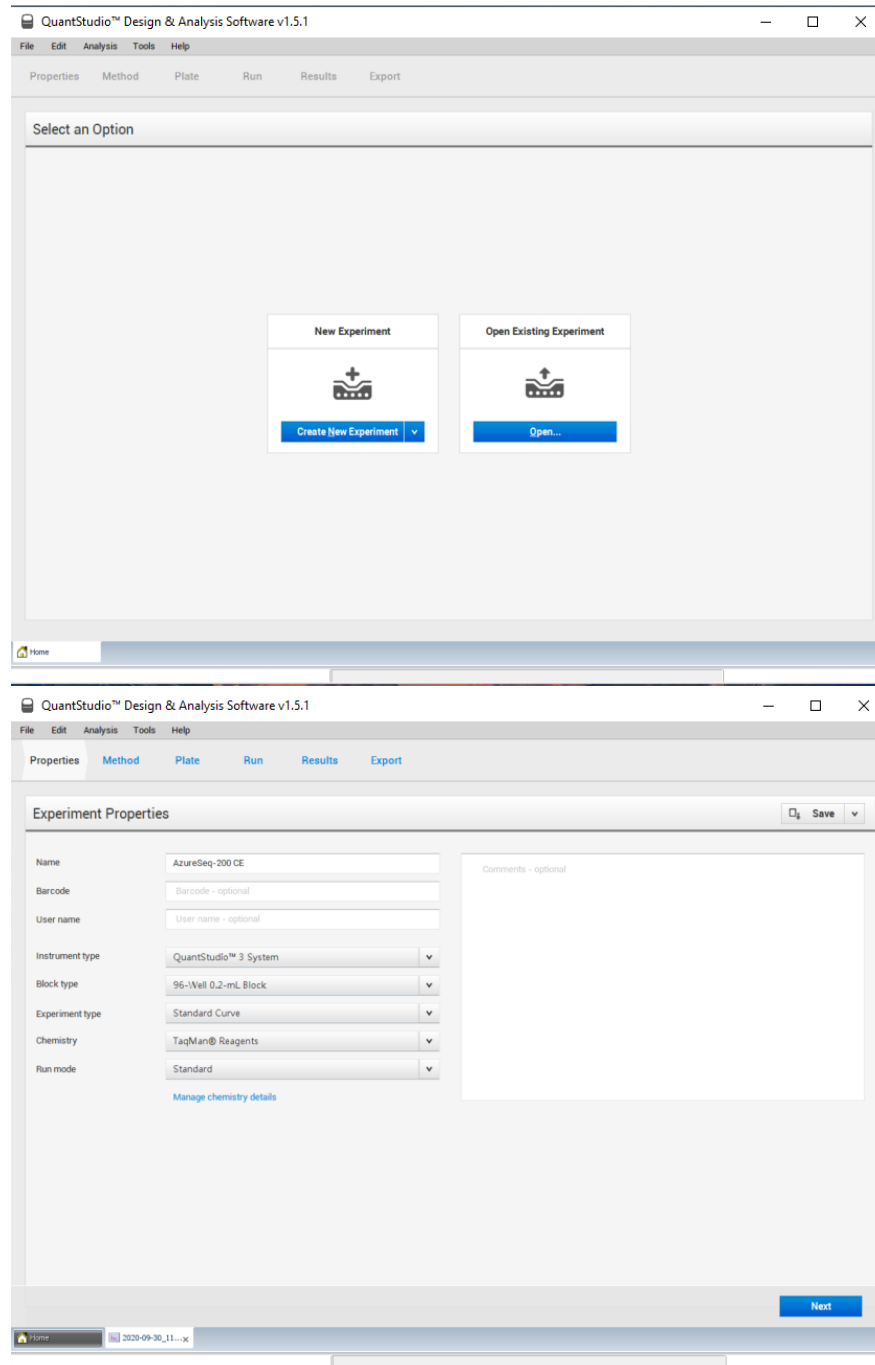 QuantStudio™ Design & Analysis Software v1.5.1
File Edit Analysis Tools Help
Properties Method Plate Run Results Export
Select an Option
New Experiment Open Existing Experiment
Create New Experiment Open...
Home
QuantStudio™ Design & Analysis Software v1.5.1
File Edit Analysis Tools Help
Properties Method Plate Run Results Export
Experiment Properties Save
Name AzureSeq-200 CE Comments - optional
Barcode Barcode - optional
User name User name - optional
Instrument type QuantStudio™ 3 System
Block type 96-Well 0.2-mL Block
Experiment type Standard Curve
Chemistry TaqMan® Reagents
Run mode Standard
Manage chemistry details
Next
Home 2020-09-30_11...x